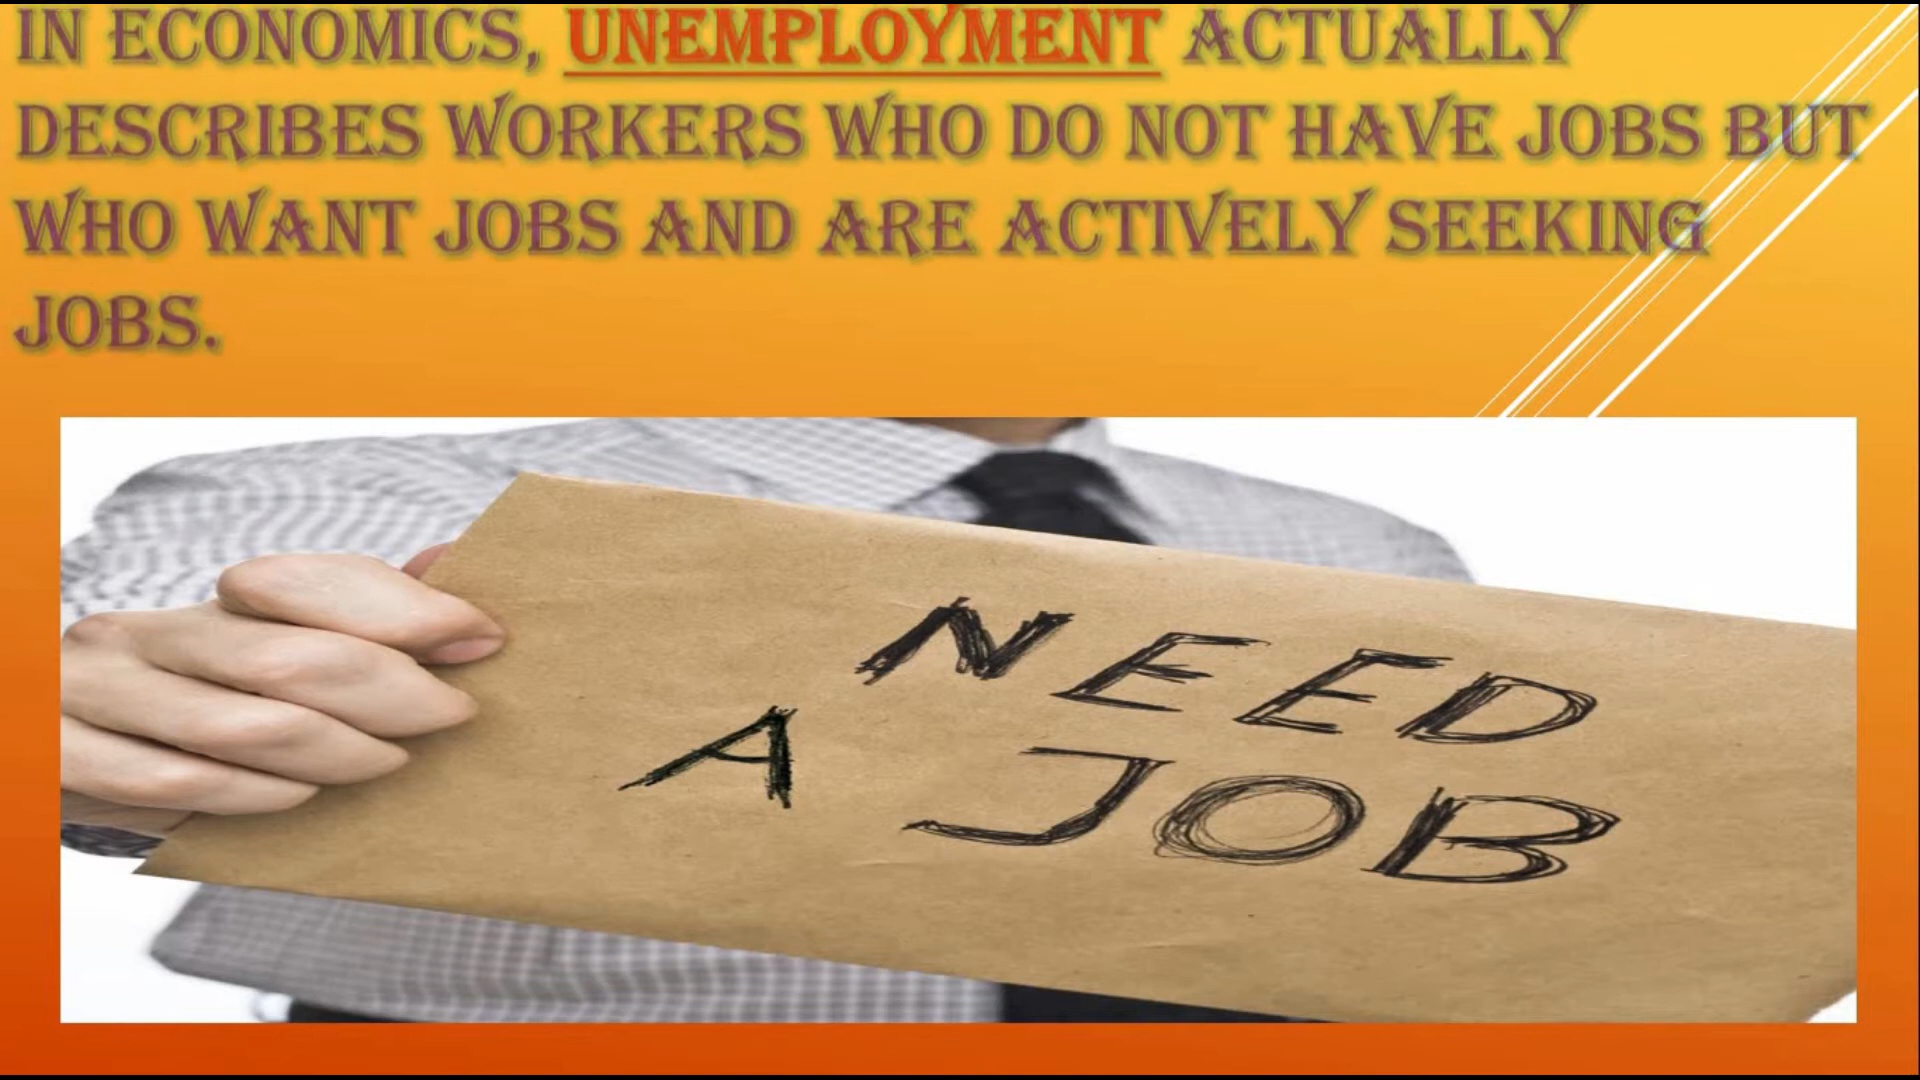 IN ECONOMICS, UNEMPLOYMENT ACTUALLY
DESCRIBES WORKERS WHO DO NOT HAVE JOBS BUT
WHO WANT JOBS AND ARE ACTIVELY SEEKING
JOBS.
NEED
A JOB